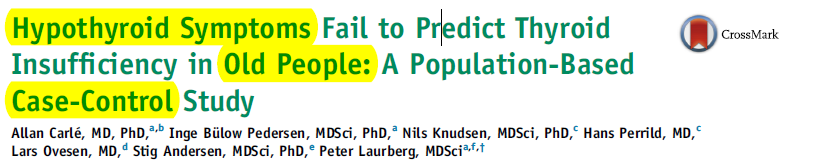 Hypothyroid Symptoms Fail to Predict Thyroid
Insufficiency in Old People: A Population-Based
Case-Control Study
CrossMark
Allan Carlé, MD, PhD,a,b Inge Bülow Pedersen, MDSci, PhD,a Nils Knudsen, MDSci, PhD,c Hans Perrild, MD,c
Lars Ovesen, MD,d Stig Andersen, MDSci, PhD,e Peter Laurberg, MDScia,f,†